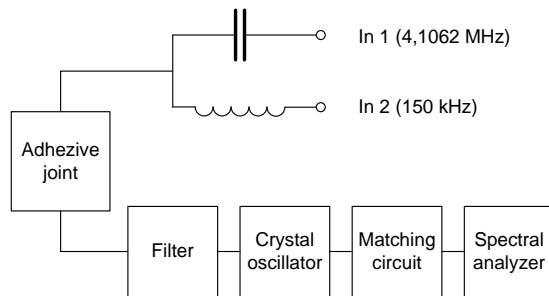 In 1 (4,1062 MHz)
In 2 (150 kHz)
Adhezive
joint
Filter
Crystal
oscillator
Matching
circuit
Spectral
analyzer